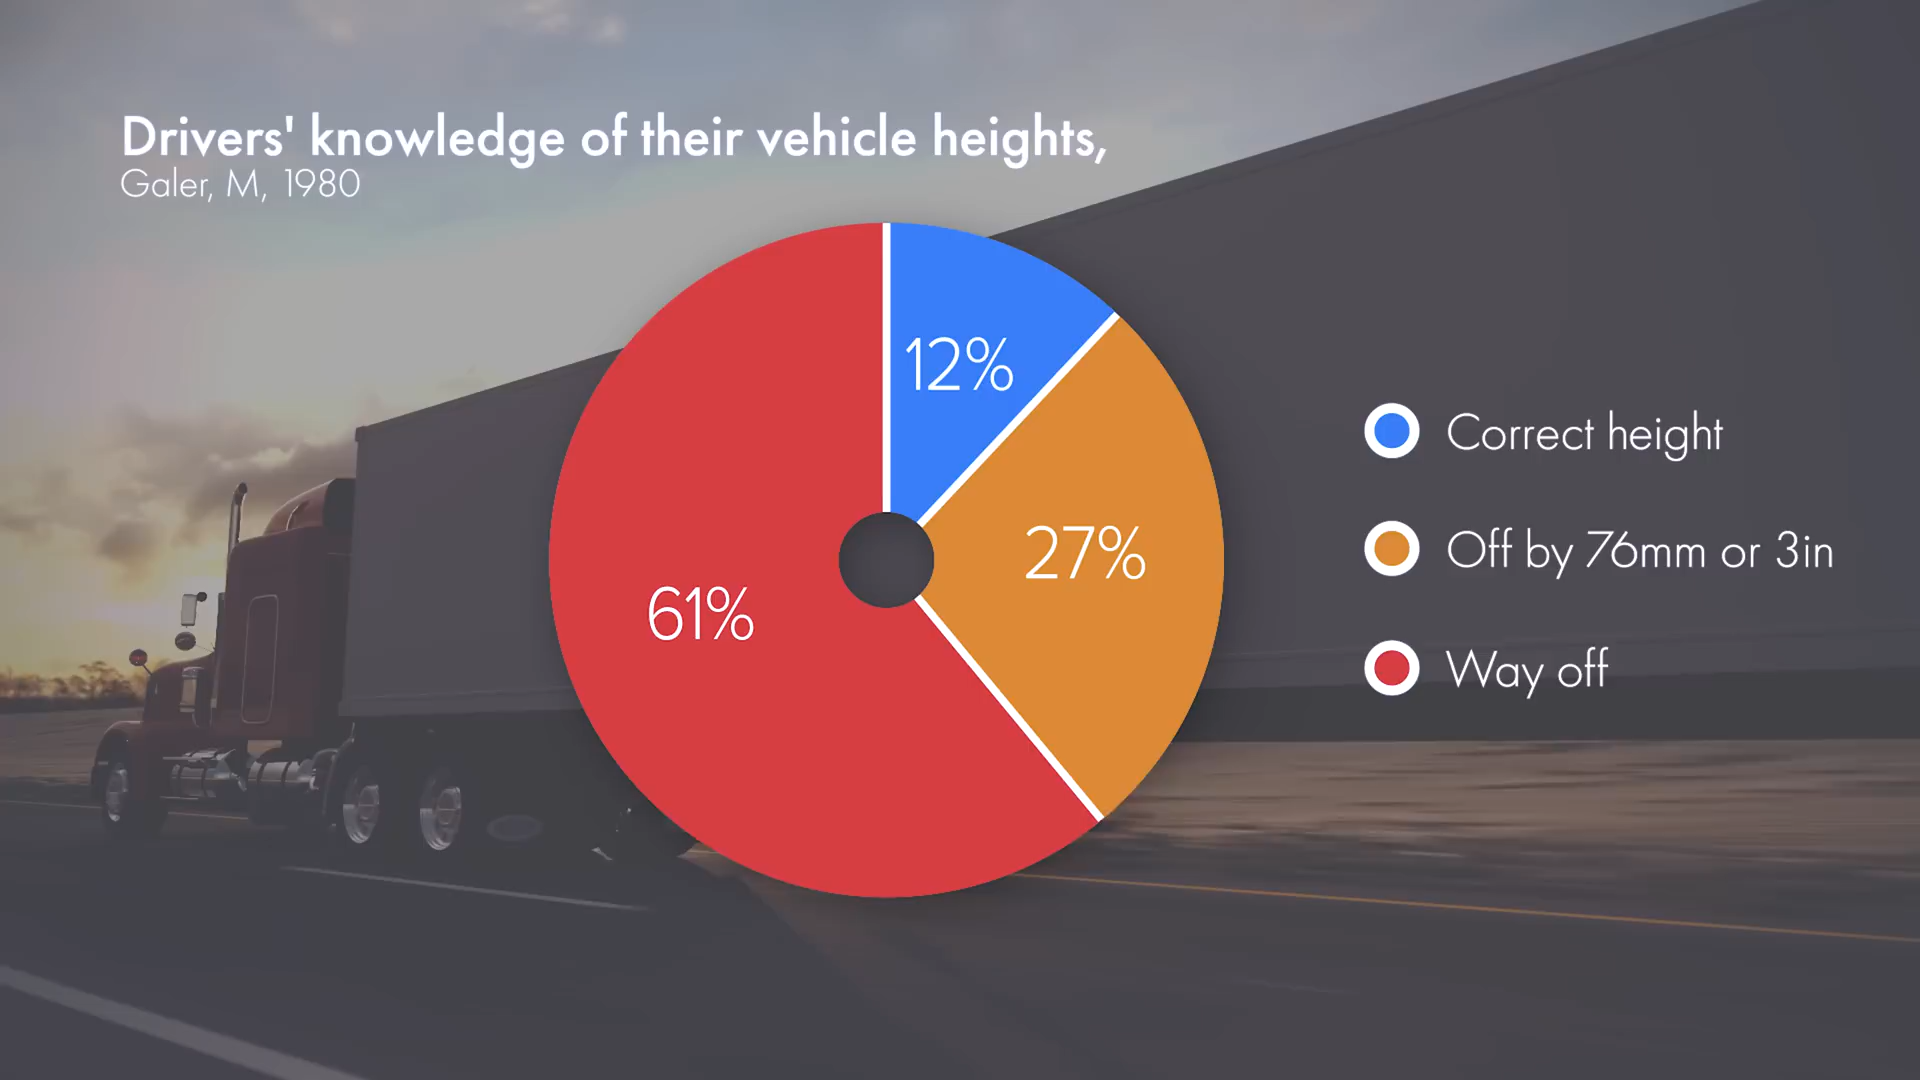 Drivers' knowledge of their vehicle heights,
Galer, M, 1980
12%
27%
61%
Correct height
Off by 76mm or 3in
Way off